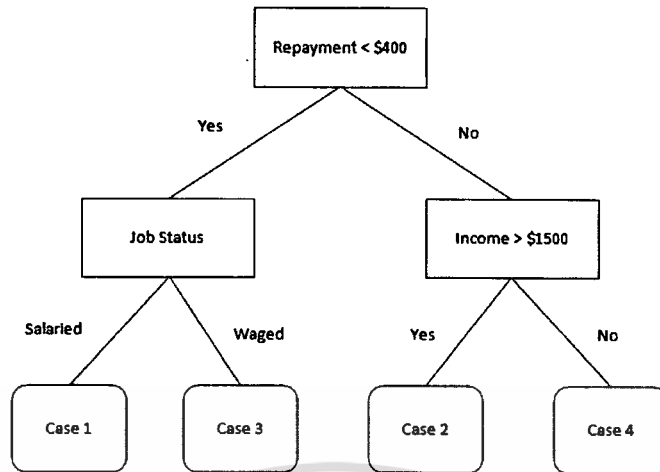 Repayment < $400
Yes
No
Job Status
Income > $1500
Salaried
Waged
Yes
No
Case 1
Case 3
Case 2
Case 4